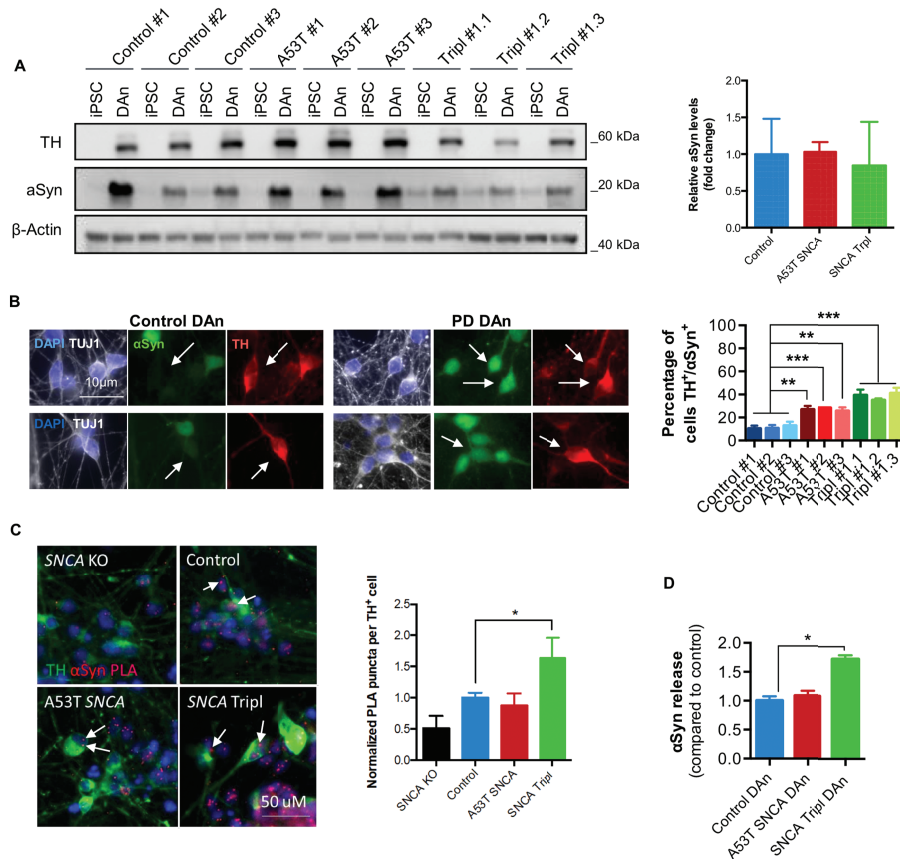 A
Control #1
Control #2
Control #3
A53T #1
A53T #2
A53T #3
Tripl #1.1
Tripl #1.2
Tripl #1.3
iPSC
DAn
iPSC
DAn
iPSC
DAn
iPSC
DAn
iPSC
DAn
iPSC
DAn
iPSC
DAn
iPSC
DAn
iPSC
DAn
TH
_60 kDa
aSyn
_20 kDa
β-Actin
_40 kDa
Relative aSyn levels
(fold change)
2.0
1.5
1.0
0.5
0.0
Control
A53T SNCA
SNCA Trpl
B
Control DAn
PD DAn
DAPI TUJ1
αSyn
TH
10µm
DAPI TUJ1
Percentage of
cells TH⁺/αSyn⁺
100
80
60
40
20
0
***
**
***
**
Control #1
Control #2
Control #3
A53T #1
A53T #2
A53T #3
Tripl #1.1
Tripl #1.2
Tripl #1.3
C
SNCA KO
Control
TH αSyn PLA
A53T SNCA
SNCA Tripl
50 uM
Normalized PLA puncta per TH⁺ cell
2.5
2.0
1.5
1.0
0.5
0.0
*
SNCA KO
Control
A53T SNCA
SNCA Tripl
D
αSyn release
(compared to control)
2.0
1.5
1.0
0.5
0.0
*
Control DAn
A53T SNCA DAn
SNCA Tripl DAn